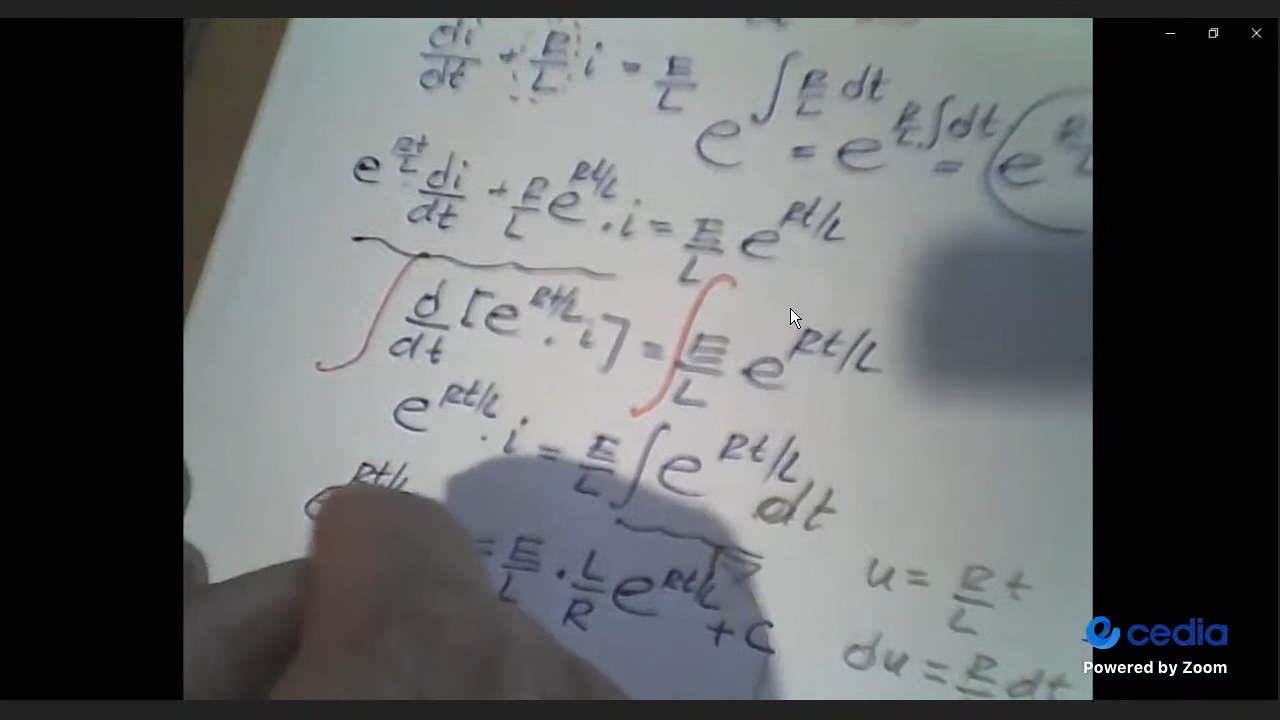 di/dt + R/L i = E/L
e^∫ R/L dt = e^R/L ∫dt = e^R/L
e^Rt/L di/dt + R/L e^Rt/L . i = E/L e^Rt/L
∫ d/dt [e^Rt/L . i] = ∫ E/L e^Rt/L
e^Rt/L . i = E/L ∫ e^Rt/L dt
e^Rt/L = E/L . L/R e^Rt/L + C
u = R/L t
du = R/ dt
cedia
Powered by Zoom